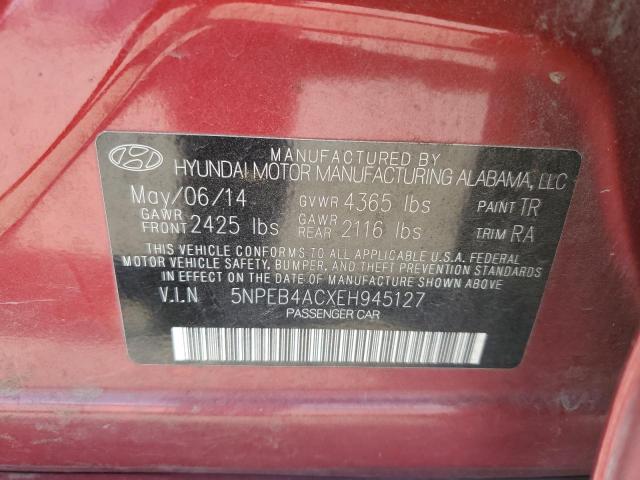 MANUFACTURED BY
HYUNDAI MOTOR MANUFACTURING ALABAMA, LLC
May/06/14 GVWR 4365 lbs PAINT TR
GAWR FRONT 2425 lbs GAWR REAR 2116 lbs TRIM RA
THIS VEHICLE CONFORMS TO ALL APPLICABLE U.S.A. FEDERAL
MOTOR VEHICLE SAFETY, BUMPER, AND THEFT PREVENTION STANDARDS
IN EFFECT ON THE DATE OF MANUFACTURE SHOWN ABOVE.
V.I.N 5NPEB4ACXEH945127
PASSENGER CAR